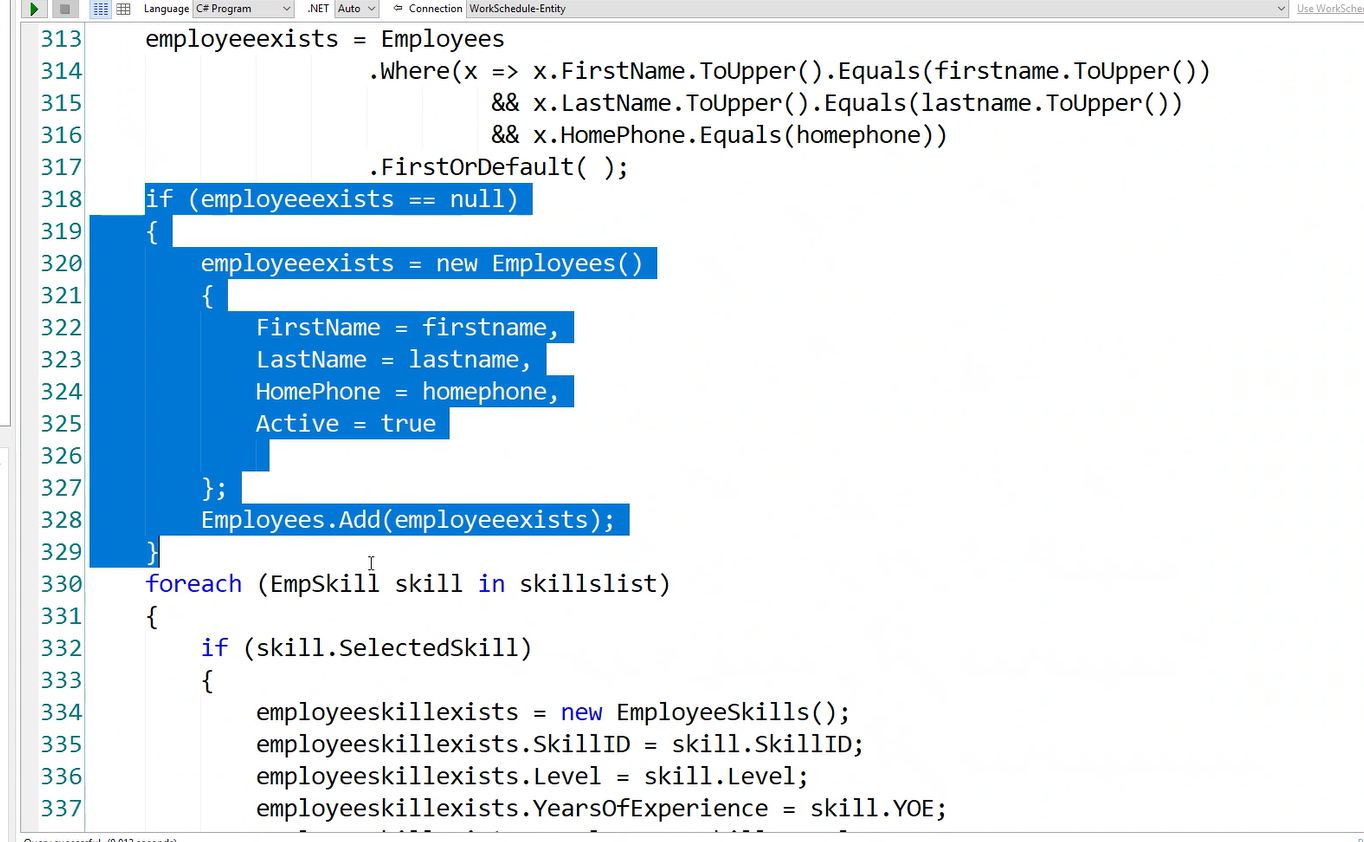 Language C# Program .NET Auto Connection WorkSchedule-Entity Use WorkSche
313 employeeexists = Employees
314 .Where(x => x.FirstName.ToUpper().Equals(firstname.ToUpper())
315 && x.LastName.ToUpper().Equals(lastname.ToUpper())
316 && x.HomePhone.Equals(homephone))
317 .FirstOrDefault( );
318 if (employeeexists == null)
319 {
320 employeeexists = new Employees()
321 {
322 FirstName = firstname,
323 LastName = lastname,
324 HomePhone = homephone,
325 Active = true
326
327 };
328 Employees.Add(employeeexists);
329 }
330 foreach (EmpSkill skill in skillslist)
331 {
332 if (skill.SelectedSkill)
333 {
334 employeeskillexists = new EmployeeSkills();
335 employeeskillexists.SkillID = skill.SkillID;
336 employeeskillexists.Level = skill.Level;
337 employeeskillexists.YearsOfExperience = skill.YOE;